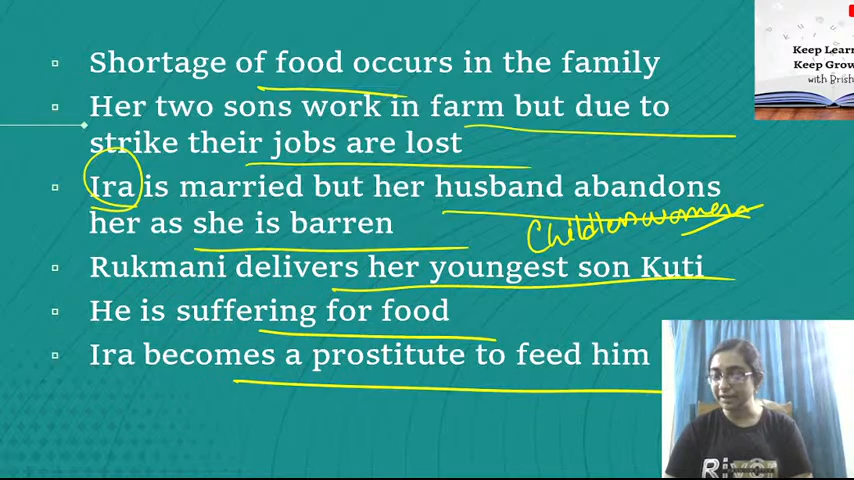 Shortage of food occurs in the family
Her two sons work in farm but due to
strike their jobs are lost
Ira is married but her husband abandons
her as she is barren
Childless women
Rukmani delivers her youngest son Kuti
He is suffering for food
Ira becomes a prostitute to feed him
Keep Learn
Keep Grow
with Brish
River